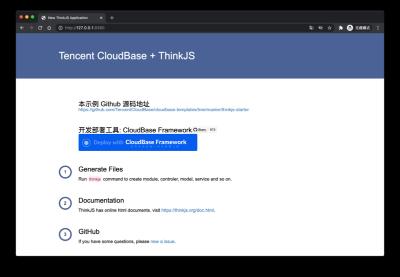 New ThinkJS Application
http://127.0.0.1:8360
无痕模式
Tencent CloudBase + ThinkJS
本示例 Github 源码地址
https://github.com/TencentCloudBase/cloudbase-templates/tree/master/thinkjs-starter
开发部署工具: CloudBase Framework
Deploy with CloudBase Framework
1
Generate Files
Run thinkjs command to create module, controler, model, service and so on.
2
Documentation
ThinkJS has online html documents, visit https://thinkjs.org/doc.html.
3
GitHub
If you have some questions, please new a issue.